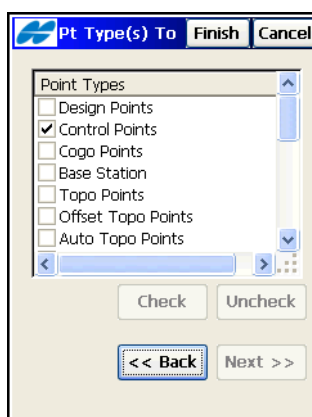 Pt Type(s) To Finish Cancel
Point Types
Design Points
Control Points
Cogo Points
Base Station
Topo Points
Offset Topo Points
Auto Topo Points
Check Uncheck
<< Back Next >>